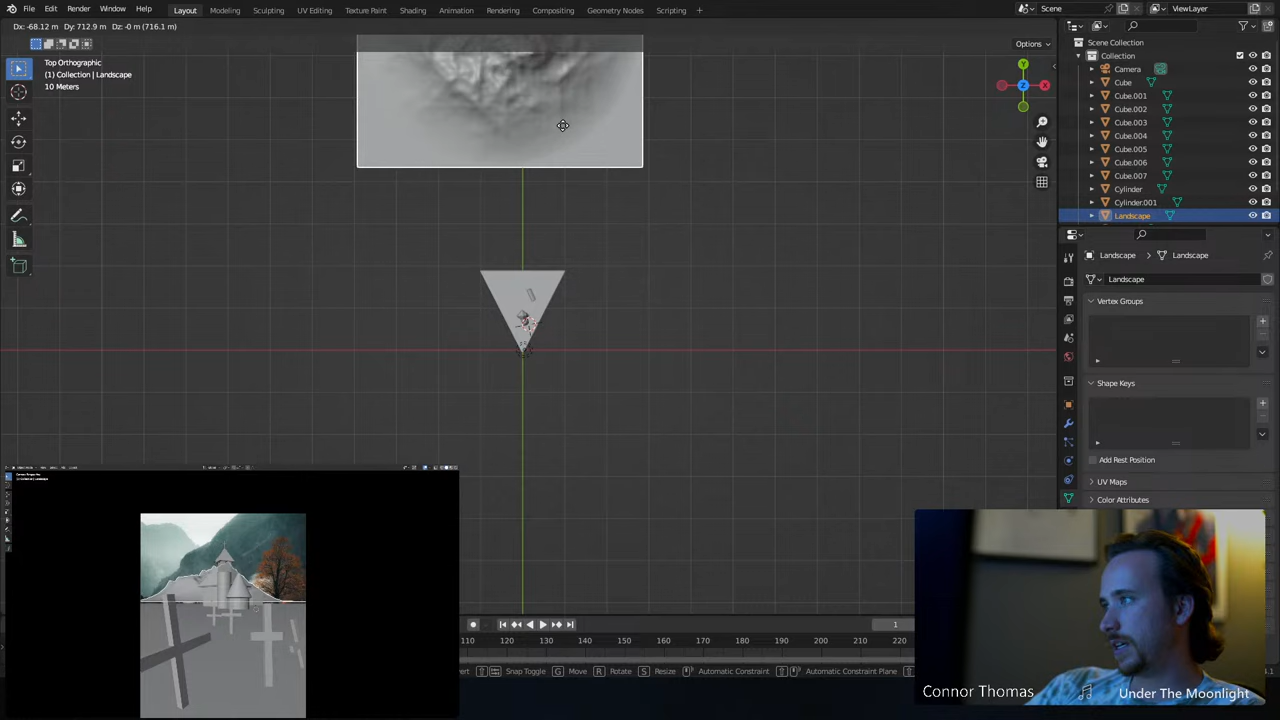 File Edit Render Window Help Layout Modeling Sculpting UV Editing Texture Paint Shading Animation Rendering Compositing Geometry Nodes Scripting + Scene ViewLayer
Dx: -68.12 m Dy: 712.9 m Dz: -0 m (716.1 m)
Options
Top Orthographic
(1) Collection | Landscape
10 Meters
Y
Z
X
Scene Collection
Collection
Camera
Cube
Cube.001
Cube.002
Cube.003
Cube.004
Cube.005
Cube.006
Cube.007
Cylinder
Cylinder.001
Landscape
Landscape > Landscape
Landscape
Vertex Groups
Shape Keys
Add Rest Position
UV Maps
Color Attributes
1
110 120 130 140 150 160 170 180 190 200 210 220
Snap Toggle G Move R Rotate S Resize Automatic Constraint Automatic Constraint Plane
Connor Thomas Under The Moonlight